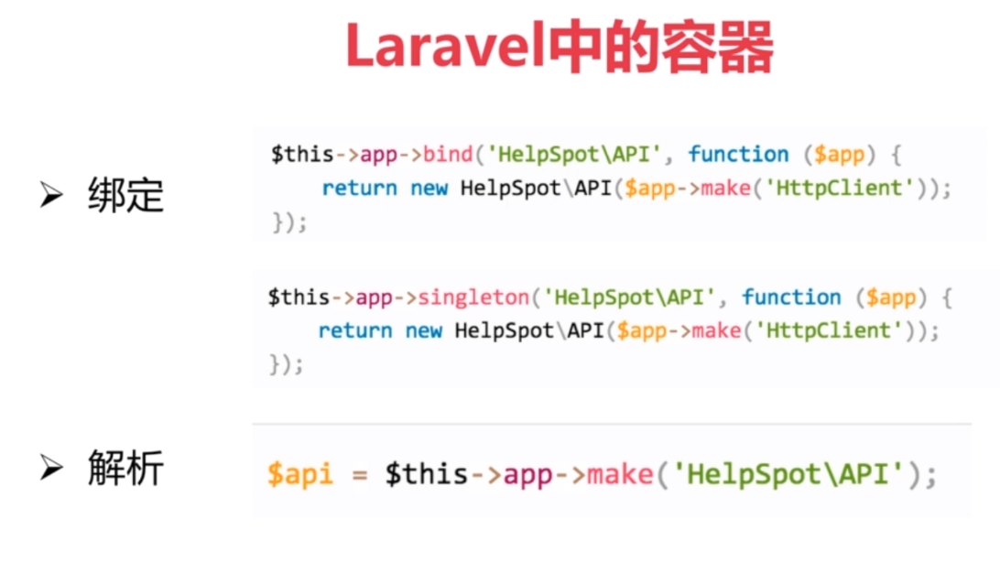 Laravel中的容器
➢ 绑定
$this->app->bind('HelpSpot\API', function ($app) {
    return new HelpSpot\API($app->make('HttpClient'));
});
$this->app->singleton('HelpSpot\API', function ($app) {
    return new HelpSpot\API($app->make('HttpClient'));
});
➢ 解析
$api = $this->app->make('HelpSpot\API');